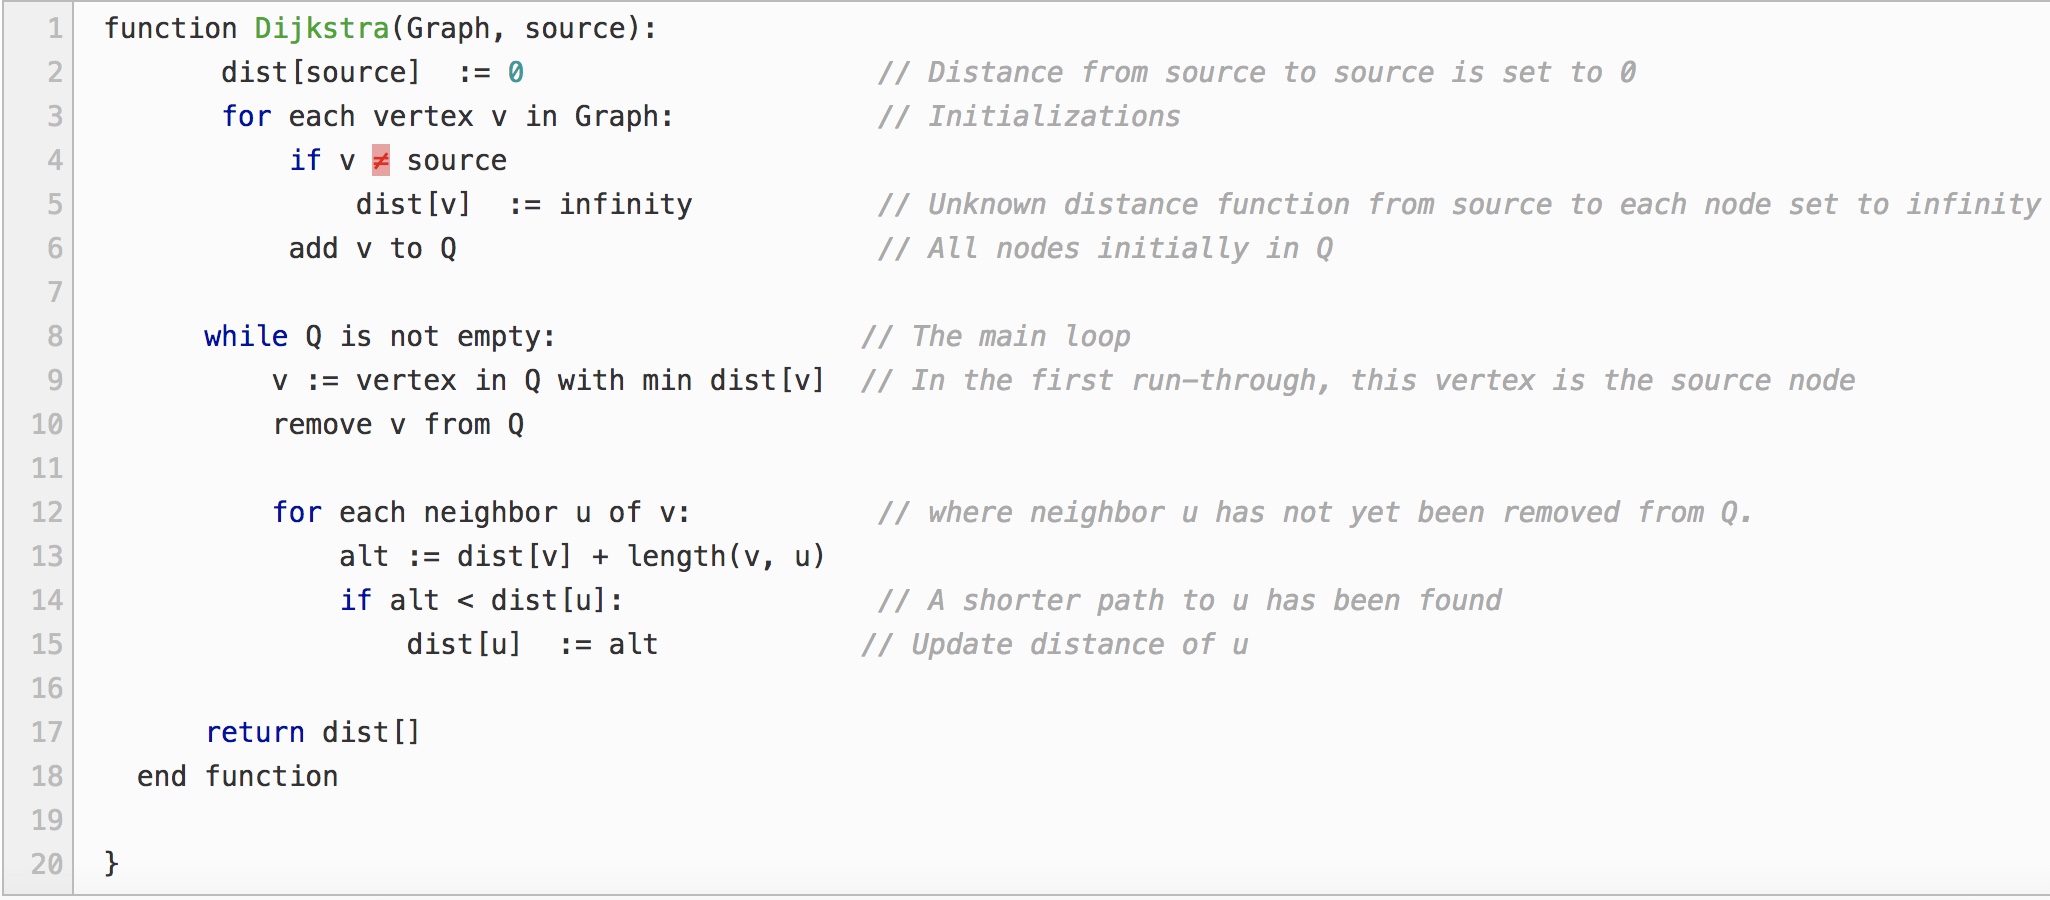 1 function Dijkstra(Graph, source):
2 dist[source]  := 0 // Distance from source to source is set to 0
3 for each vertex v in Graph: // Initializations
4 if v ≠ source
5 dist[v]  := infinity // Unknown distance function from source to each node set to infinity
6 add v to Q // All nodes initially in Q
7
8 while Q is not empty: // The main loop
9 v := vertex in Q with min dist[v] // In the first run-through, this vertex is the source node
10 remove v from Q
11
12 for each neighbor u of v: // where neighbor u has not yet been removed from Q.
13 alt := dist[v] + length(v, u)
14 if alt < dist[u]: // A shorter path to u has been found
15 dist[u]  := alt // Update distance of u
16
17 return dist[]
18 end function
19
20 }